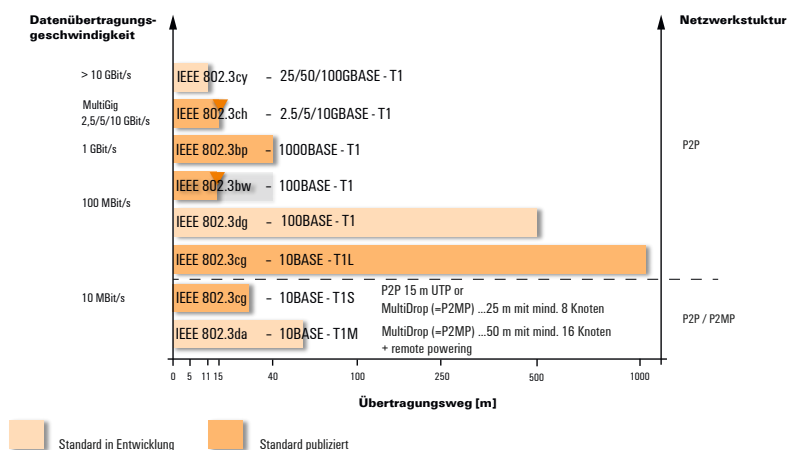 Datenübertragungs-
geschwindigkeit
Netzwerkstuktur
> 10 GBit/s
IEEE 802.3cy - 25/50/100GBASE - T1
MultiGig
2,5/5/10 GBit/s
IEEE 802.3ch - 2.5/5/10GBASE - T1
1 GBit/s
IEEE 802.3bp - 1000BASE - T1
P2P
IEEE 802.3bw - 100BASE - T1
100 MBit/s
IEEE 802.3dg - 100BASE - T1
IEEE 802.3cg - 10BASE - T1L
10 MBit/s
IEEE 802.3cg - 10BASE - T1S
P2P 15 m UTP or
MultiDrop (=P2MP) ...25 m mit mind. 8 Knoten
P2P / P2MP
IEEE 802.3da - 10BASE - T1M
MultiDrop (=P2MP) ...50 m mit mind. 16 Knoten
+ remote powering
0 5 11 15 40 100 250 500 1000
Übertragungsweg [m]
Standard in Entwicklung
Standard publiziert